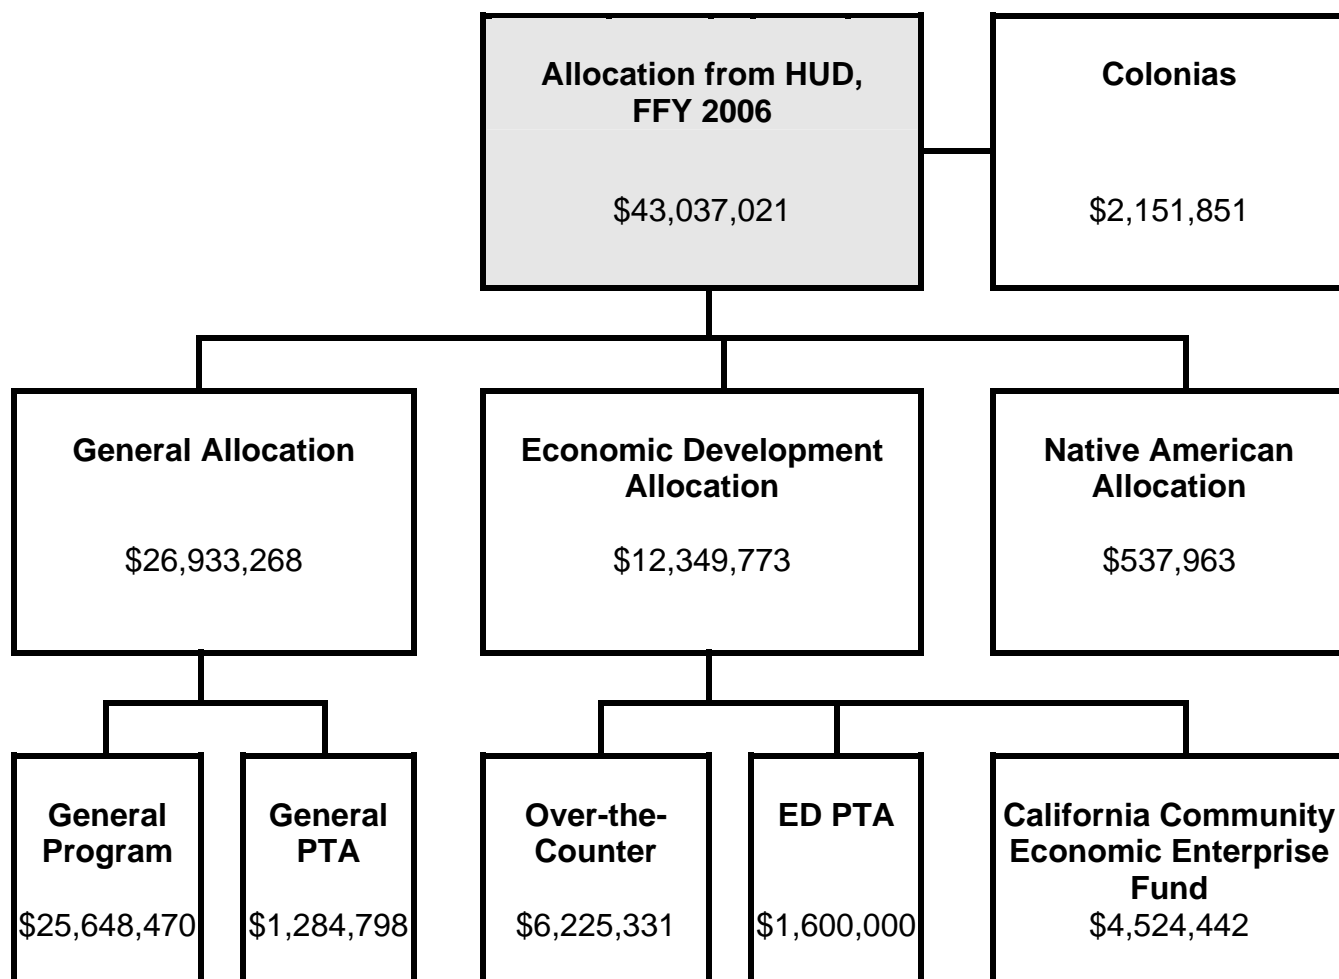 Allocation from HUD,
FFY 2006
$43,037,021
Colonias
$2,151,851
General Allocation
$26,933,268
Economic Development
Allocation
$12,349,773
Native American
Allocation
$537,963
General
Program
$25,648,470
General
PTA
$1,284,798
Over-the-
Counter
$6,225,331
ED PTA
$1,600,000
California Community
Economic Enterprise
Fund
$4,524,442